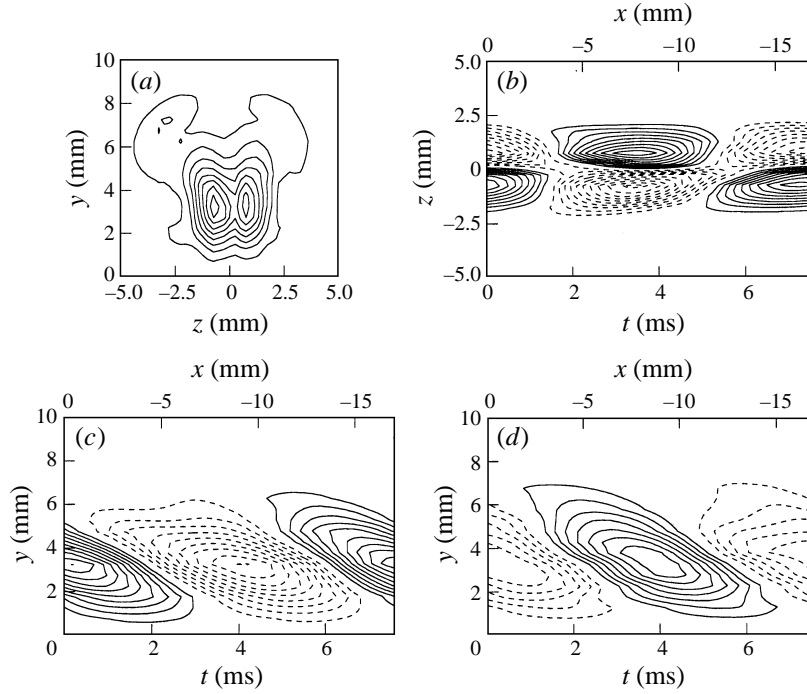 x (mm)
0 –5 –10 –15
10 (a)
8
6
y (mm)
4
2
0
–5.0 –2.5 0 2.5 5.0
z (mm)
5.0 (b)
2.5
z (mm)
0
–2.5
–5.0
0 2 4 6
t (ms)
x (mm)
0 –5 –10 –15
10 (c)
8
6
y (mm)
4
2
0
2 4 6
t (ms)
x (mm)
0 –5 –10 –15
10 (d)
8
6
y (mm)
4
2
0
2 4 6
t (ms)